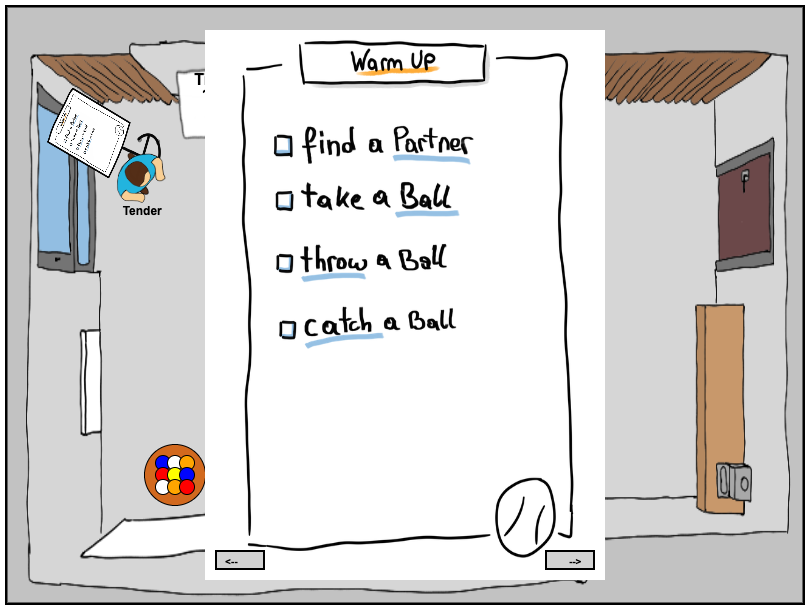 Warm Up
find a Partner
take a Ball
throw a Ball
catch a Ball
Tender
T
<--
-->